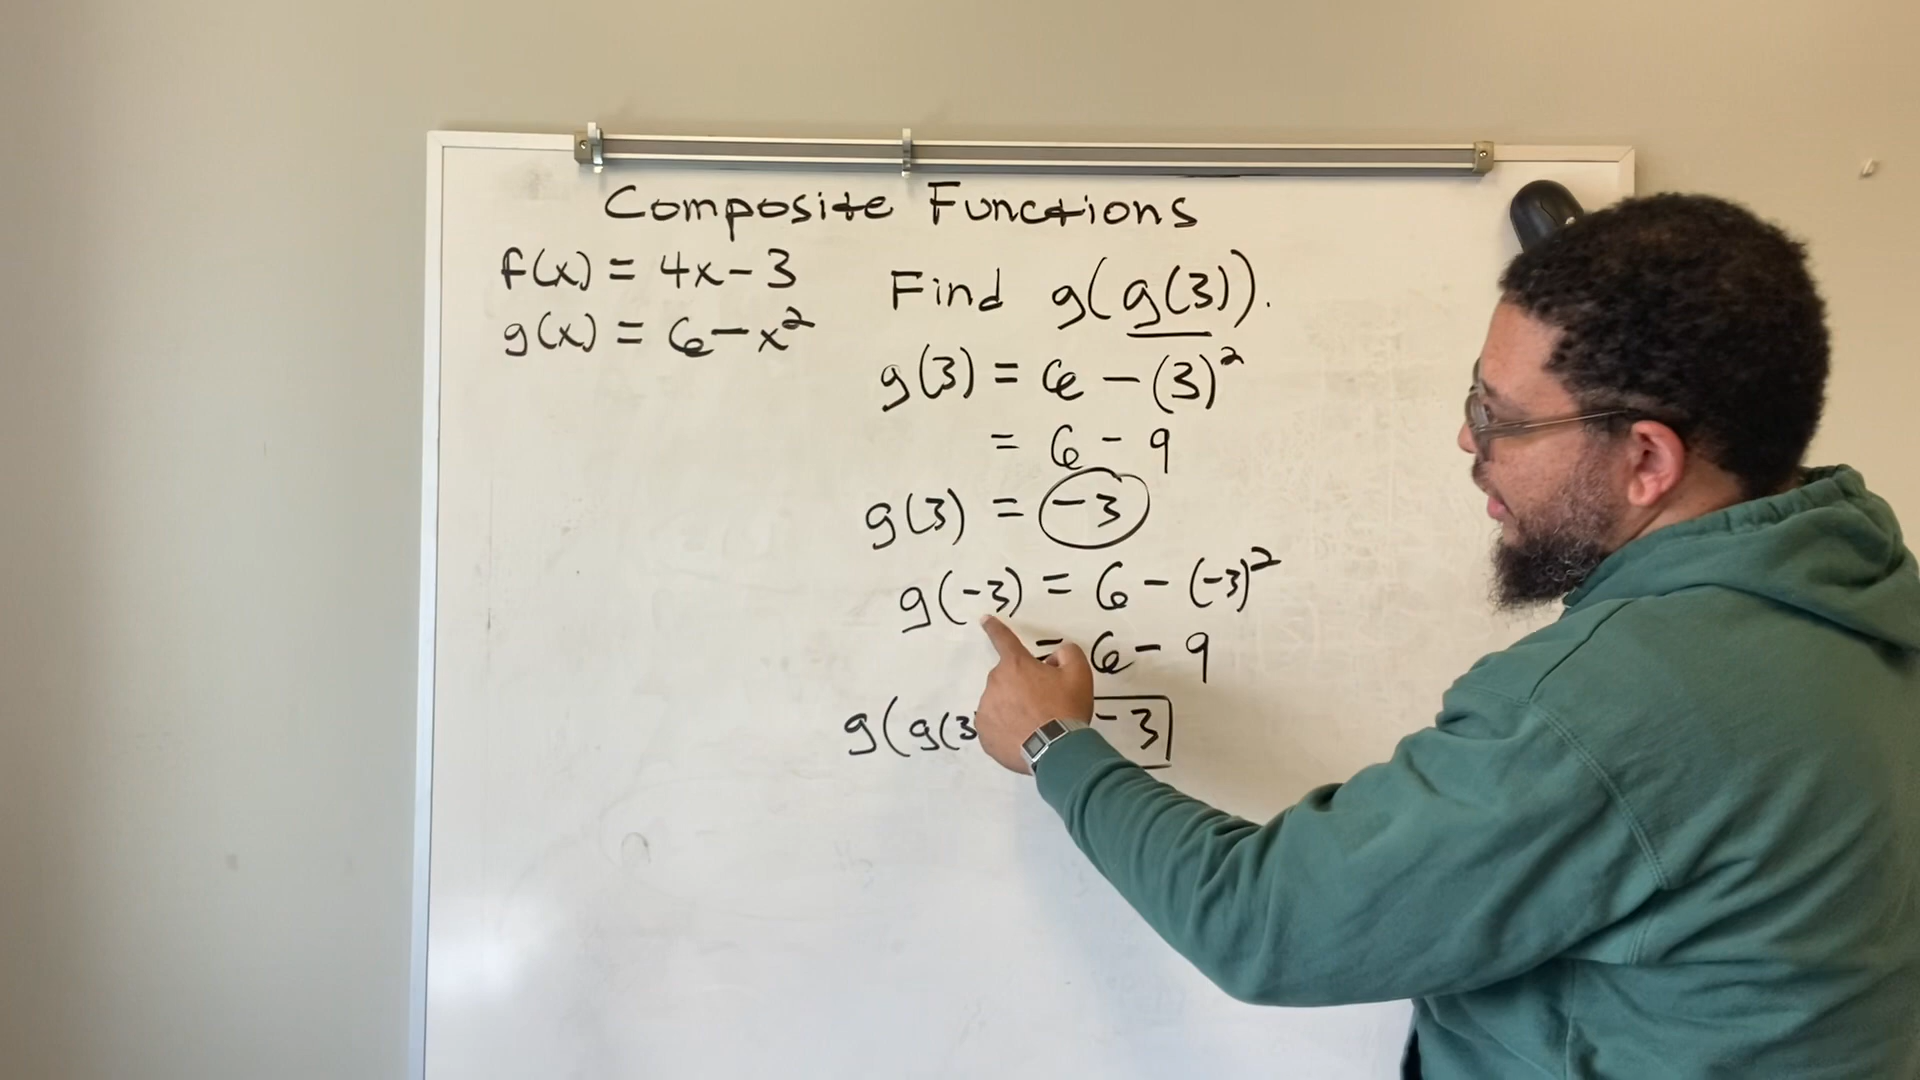 Composite Functions
f(x) = 4x - 3
g(x) = 6 - x²
Find g(g(3)).
g(3) = 6 - (3)²
= 6 - 9
g(3) = -3
g(-3) = 6 - (-3)²
= 6 - 9
g(g(3 -3